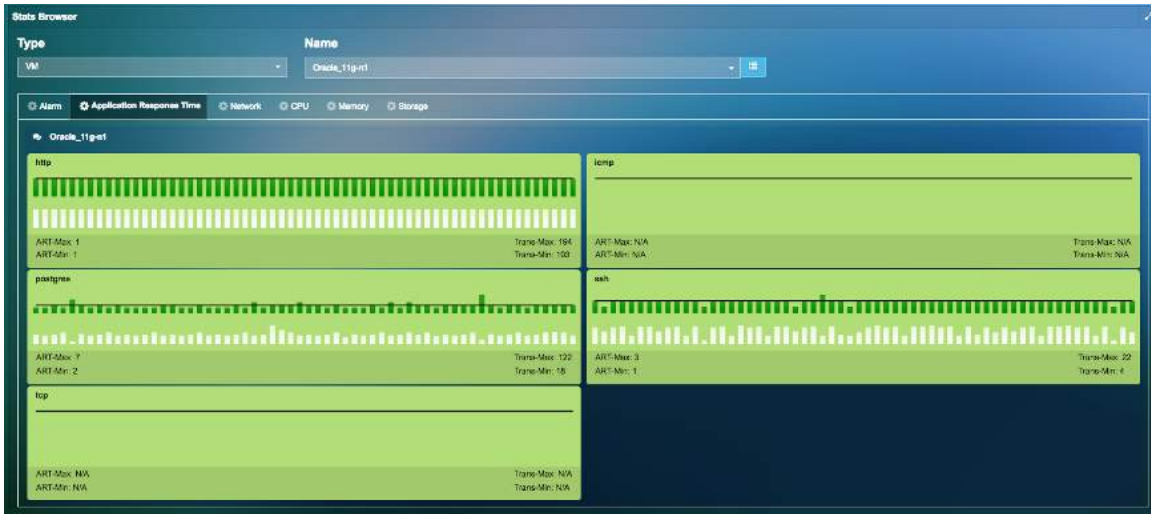 Stats Browser
Type Name
VM Oracle_11g-n1
Alarm Application Response Time Network CPU Memory Storage
Oracle_11g-n1
http
ART-Max: 1 Trans-Max: 194
ART-Min: 1 Trans-Min: 193
icmp
ART-Max: N/A Trans-Max: N/A
ART-Min: N/A Trans-Min: N/A
postgres
ART-Max: 7 Trans-Max: 122
ART-Min: 2 Trans-Min: 18
ssh
ART-Max: 3 Trans-Max: 22
ART-Min: 1 Trans-Min: 4
tcp
ART-Max: N/A Trans-Max: N/A
ART-Min: N/A Trans-Min: N/A